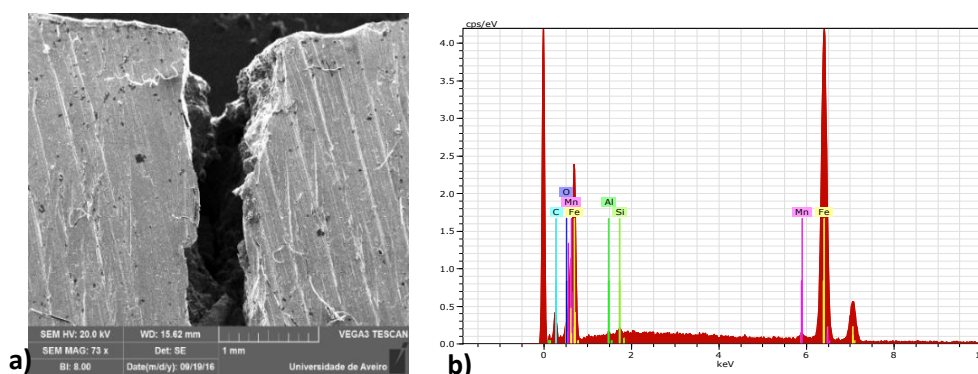 SEM HV: 20.0 kV WD: 15.62 mm VEGA3 TESCAN
SEM MAG: 73 x Det: SE 1 mm
BI: 8.00 Date(m/d/y): 09/19/16 Universidade de Aveiro
a)
cps/eV
4.0
3.5
3.0
2.5
2.0
1.5
1.0
0.5
0.0
O
Mn
C Fe
Al
Si
Mn Fe
0 2 4 6 8 1
keV
b)